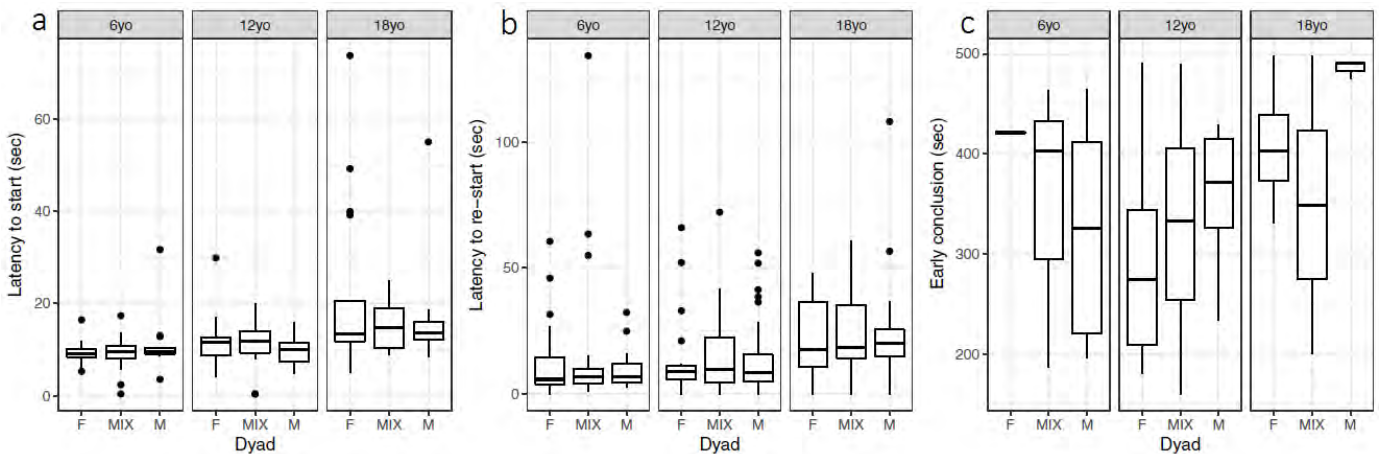 a
6yo 12yo 18yo
Latency to start (sec)
60
40
20
0
F MIX M F MIX M F MIX M
Dyad
b
6yo 12yo 18yo
Latency to re-start (sec)
100
50
0
F MIX M F MIX M F MIX M
Dyad
c
6yo 12yo 18yo
Early conclusion (sec)
500
400
300
200
F MIX M F MIX M F MIX M
Dyad